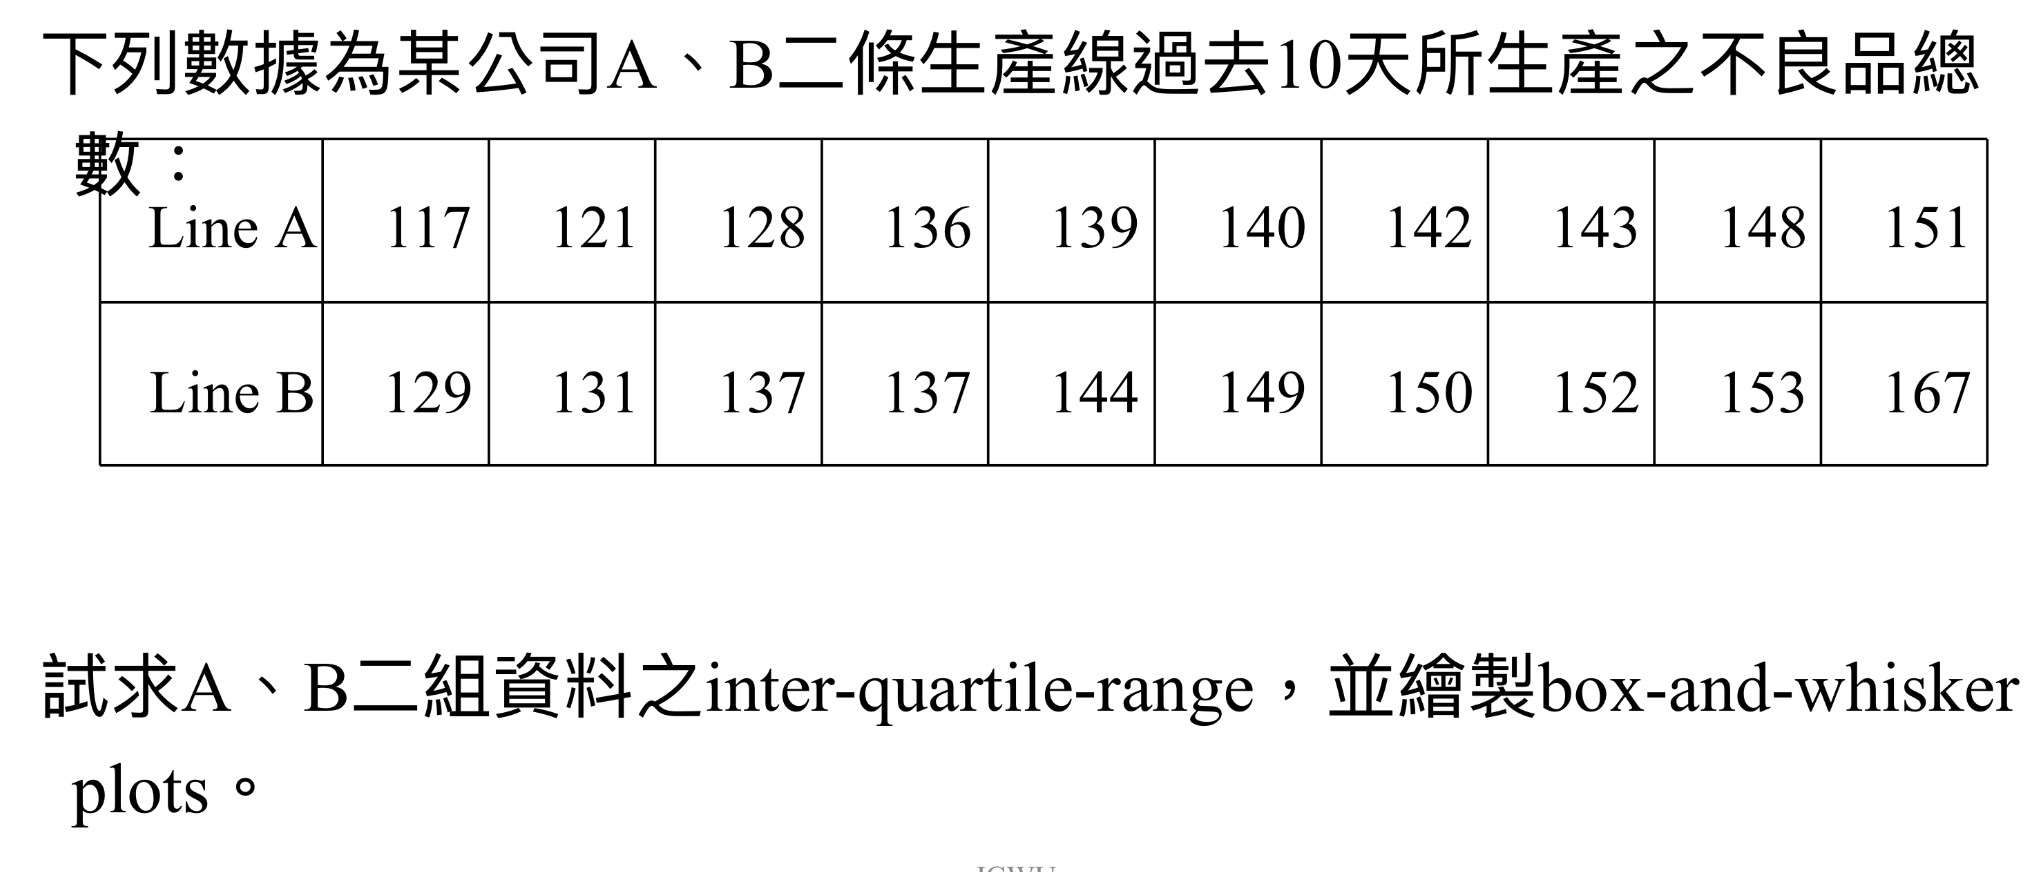 下列數據為某公司A、B二條生產線過去10天所生產之不良品總
數：
Line A 117 121 128 136 139 140 142 143 148 151
Line B 129 131 137 137 144 149 150 152 153 167
試求A、B二組資料之inter-quartile-range，並繪製box-and-whisker
plots。